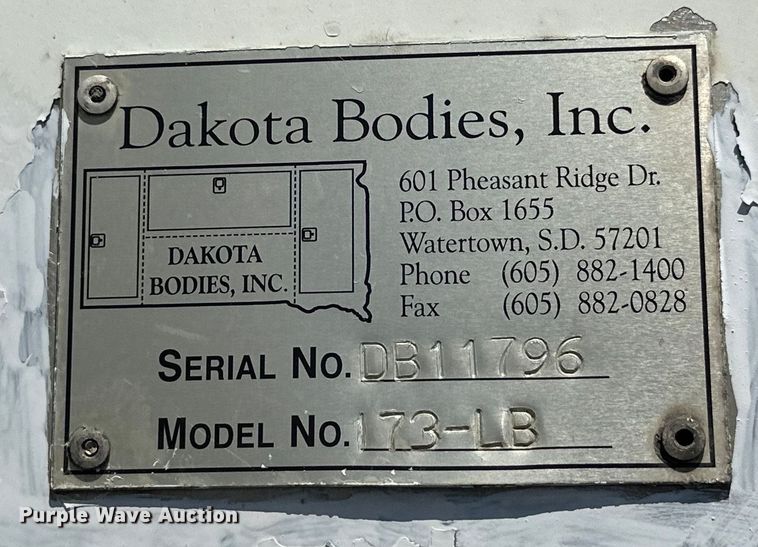 Dakota Bodies, Inc.
DAKOTA
BODIES, INC.
601 Pheasant Ridge Dr.
P.O. Box 1655
Watertown, S.D. 57201
Phone (605) 882-1400
Fax (605) 882-0828
SERIAL NO. DB11796
MODEL NO. 173-LB
Purple Wave Auction